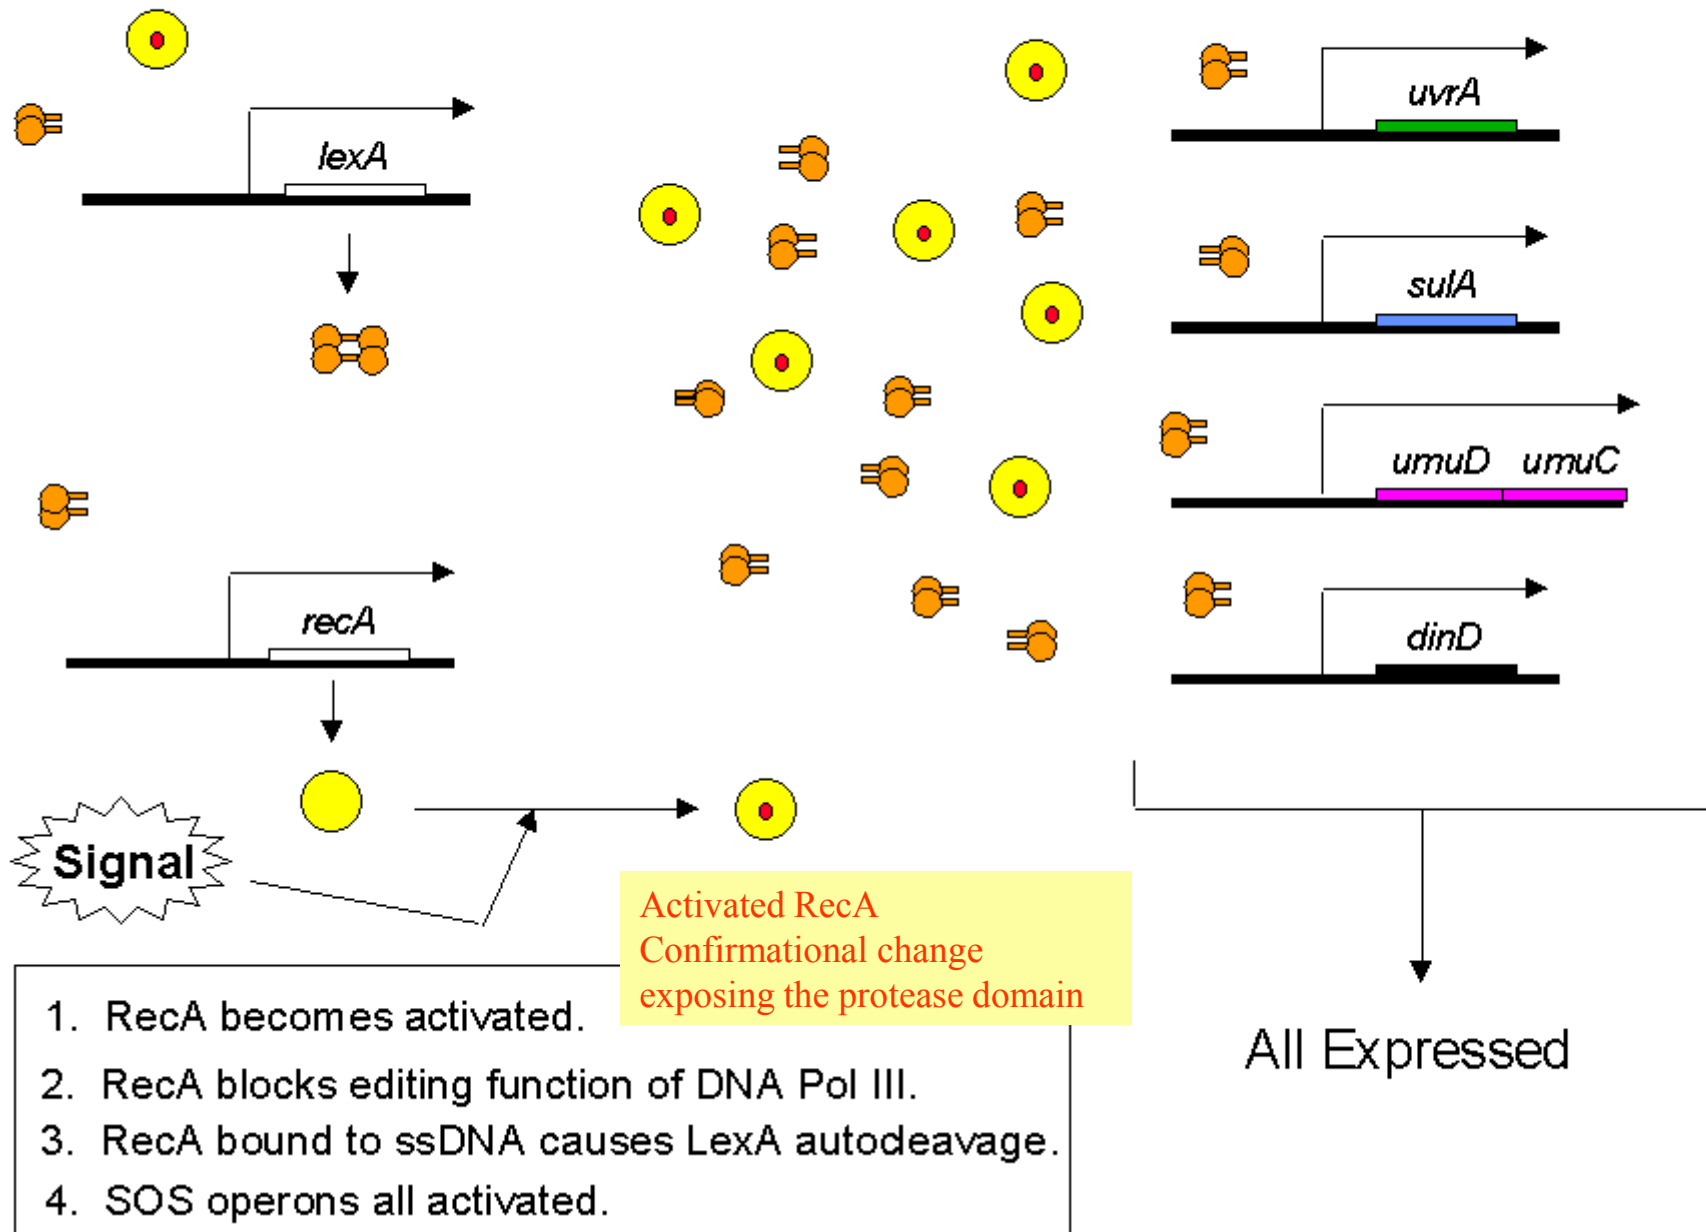 lexA
recA
Signal
uvrA
sulA
umuD umuC
dinD
Activated RecA
Confirmational change
exposing the protease domain
1. RecA becomes activated.
2. RecA blocks editing function of DNA Pol III.
3. RecA bound to ssDNA causes LexA autocleavage.
4. SOS operons all activated.
All Expressed